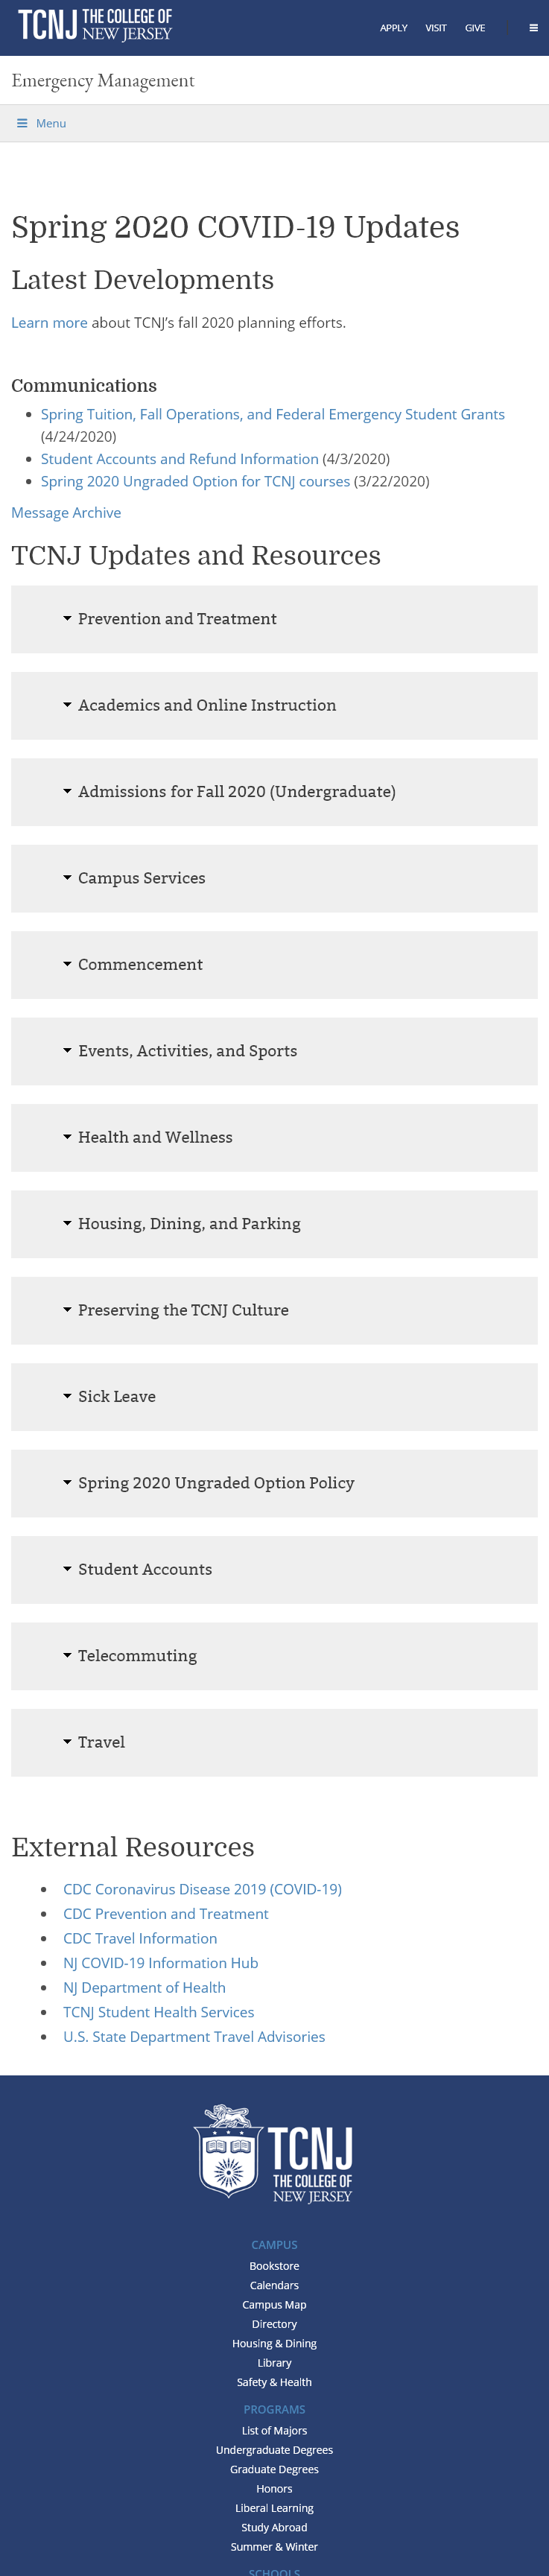 TCNJ THE COLLEGE OF
NEW JERSEY
APPLY VISIT GIVE
Emergency Management
Menu
Spring 2020 COVID-19 Updates
Latest Developments
Learn more about TCNJ’s fall 2020 planning efforts.
Communications
Spring Tuition, Fall Operations, and Federal Emergency Student Grants
(4/24/2020)
Student Accounts and Refund Information (4/3/2020)
Spring 2020 Ungraded Option for TCNJ courses (3/22/2020)
Message Archive
TCNJ Updates and Resources
Prevention and Treatment
Academics and Online Instruction
Admissions for Fall 2020 (Undergraduate)
Campus Services
Commencement
Events, Activities, and Sports
Health and Wellness
Housing, Dining, and Parking
Preserving the TCNJ Culture
Sick Leave
Spring 2020 Ungraded Option Policy
Student Accounts
Telecommuting
Travel
External Resources
CDC Coronavirus Disease 2019 (COVID-19)
CDC Prevention and Treatment
CDC Travel Information
NJ COVID-19 Information Hub
NJ Department of Health
TCNJ Student Health Services
U.S. State Department Travel Advisories
TCNJ
THE COLLEGE OF
NEW JERSEY
CAMPUS
Bookstore
Calendars
Campus Map
Directory
Housing & Dining
Library
Safety & Health
PROGRAMS
List of Majors
Undergraduate Degrees
Graduate Degrees
Honors
Liberal Learning
Study Abroad
Summer & Winter
SCHOOLS